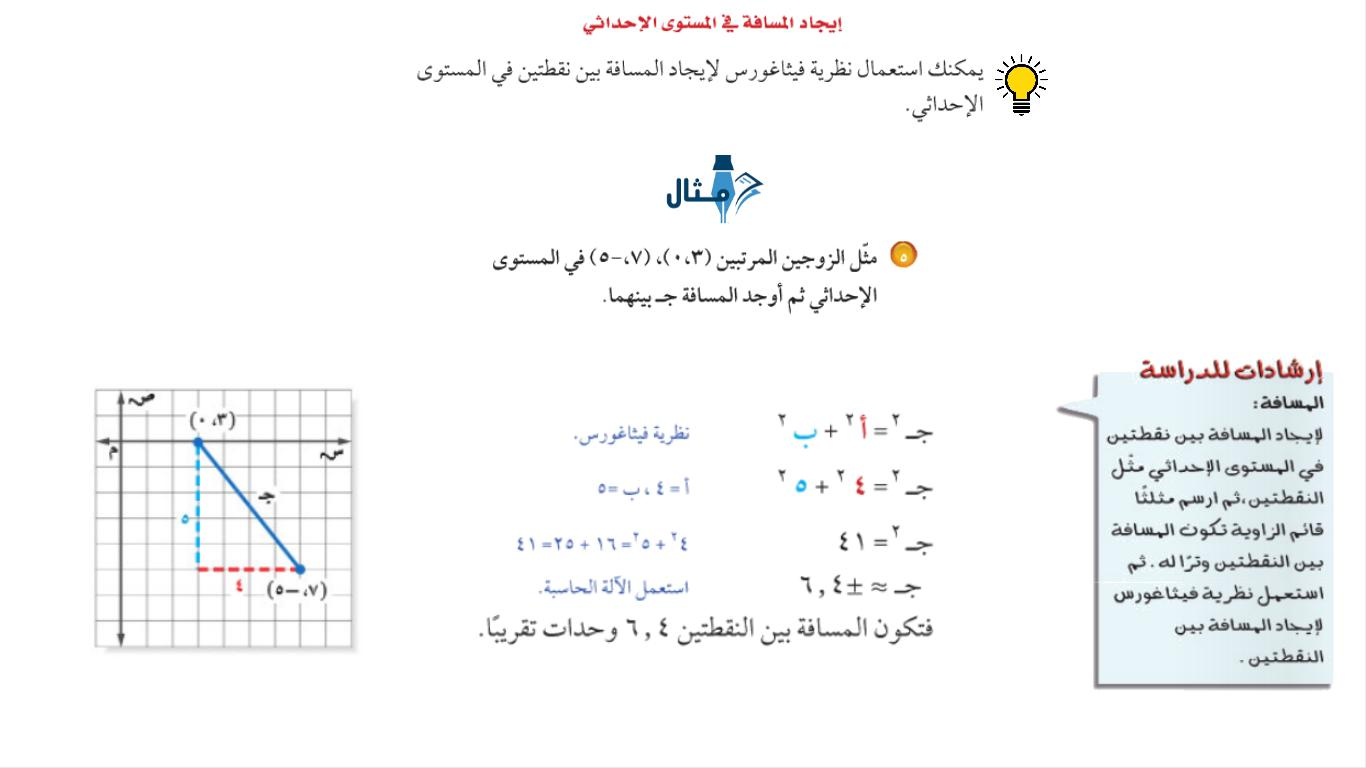 إيجاد المسافة في المستوى الإحداثي
يمكنك استعمال نظرية فيثاغورس لإيجاد المسافة بين نقطتين في المستوى
الإحداثي.
مثال
٥ مثّل الزوجين المرتبين (٣،٠)، (٧،-٥) في المستوى
الإحداثي ثم أوجد المسافة جـ بينهما.
إرشادات للدراسة
المسافة:
لإيجاد المسافة بين نقطتين
في المستوى الإحداثي مثّل
النقطتين، ثم ارسم مثلثًا
قائم الزاوية تكون المسافة
بين النقطتين وترًا له. ثم
استعمل نظرية فيثاغورس
لإيجاد المسافة بين
النقطتين.
جـ٢ = أ٢ + ب٢ نظرية فيثاغورس.
جـ٢ = ٤٢ + ٥٢ أ = ٤ ، ب = ٥
جـ٢ = ٤١ ٤٢ + ٥٢ = ١٦ + ٢٥ = ٤١
جـ ≈ ± ٦,٤ استعمل الآلة الحاسبة.
فتكون المسافة بين النقطتين ٦,٤ وحدات تقريبًا.
ص
(٣،٠)
س
م
جـ
٥
٤
(٧،-٥)